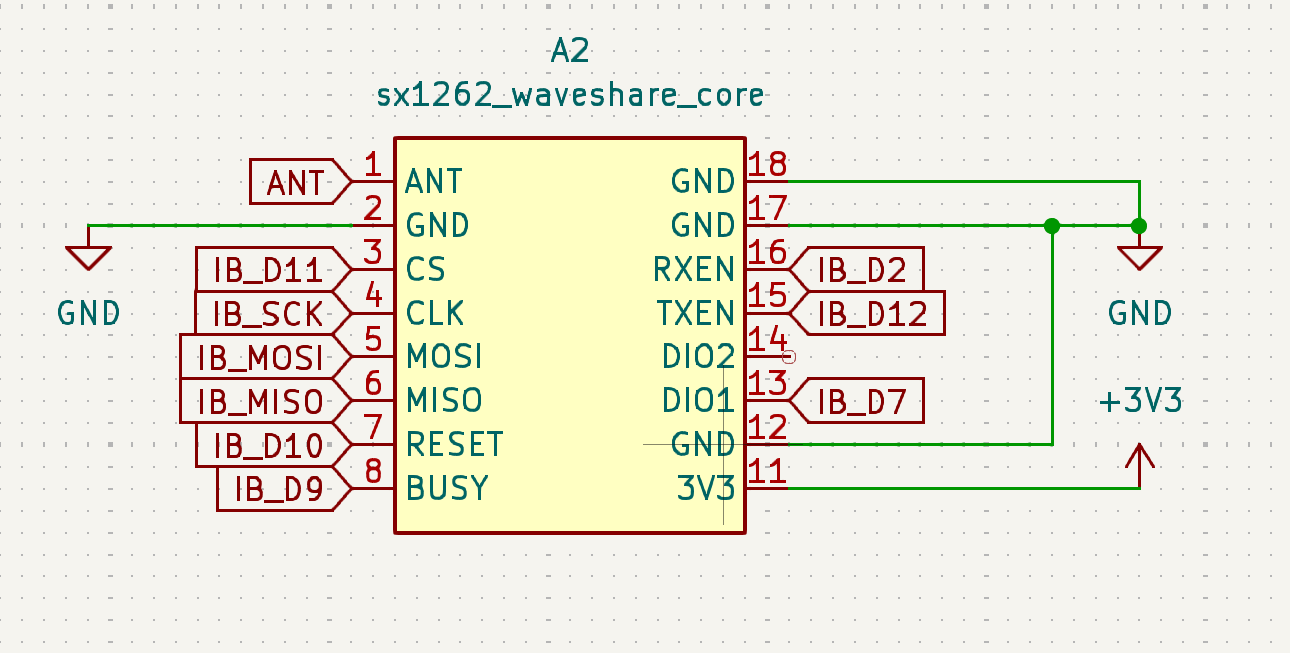 A2
sx1262_waveshare_core
ANT 1 ANT GND 18
2 GND GND 17
IB_D11 3 CS RXEN 16 IB_D2
IB_SCK 4 CLK TXEN 15 IB_D12
GND GND
IB_MOSI 5 MOSI DIO2 14
IB_MISO 6 MISO DIO1 13 IB_D7 +3V3
IB_D10 7 RESET GND 12
IB_D9 8 BUSY 3V3 11